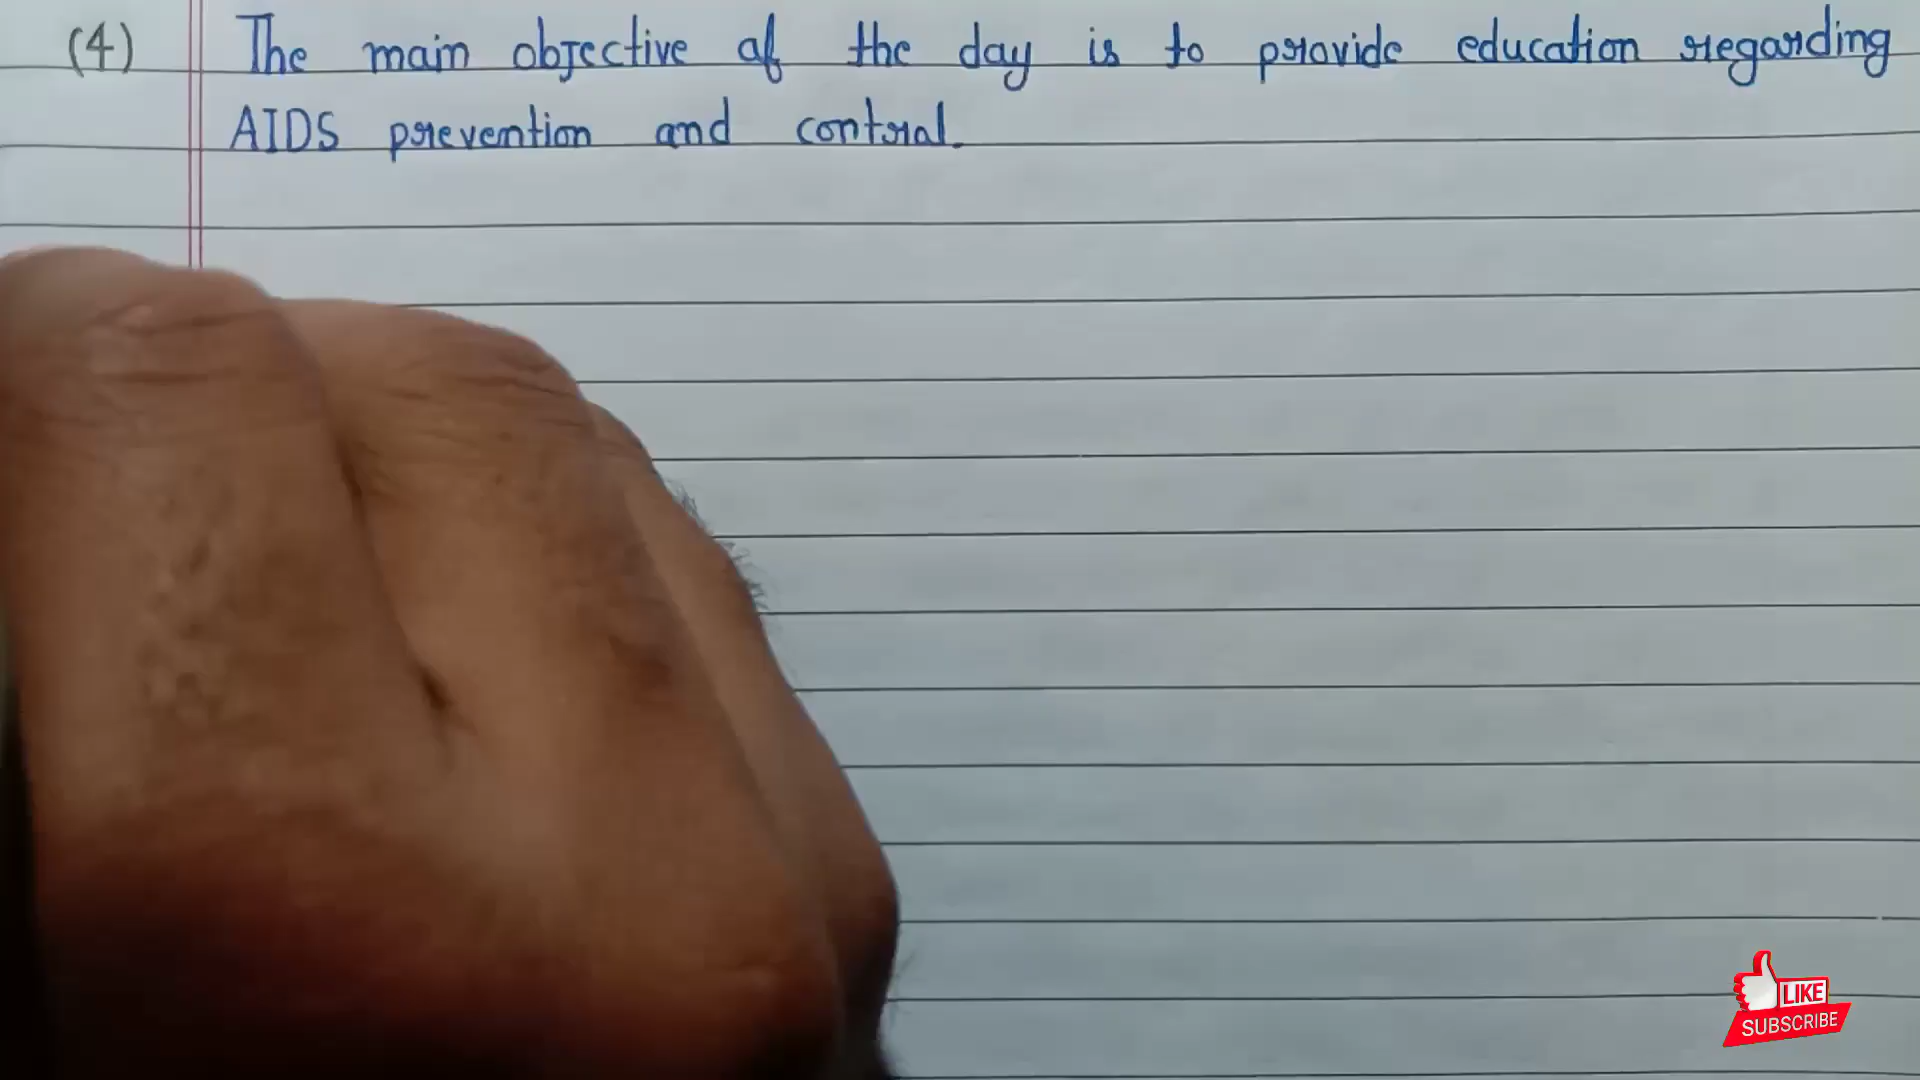 (4) The main objective of the day is to provide education regarding
AIDS prevention and control.
LIKE
SUBSCRIBE